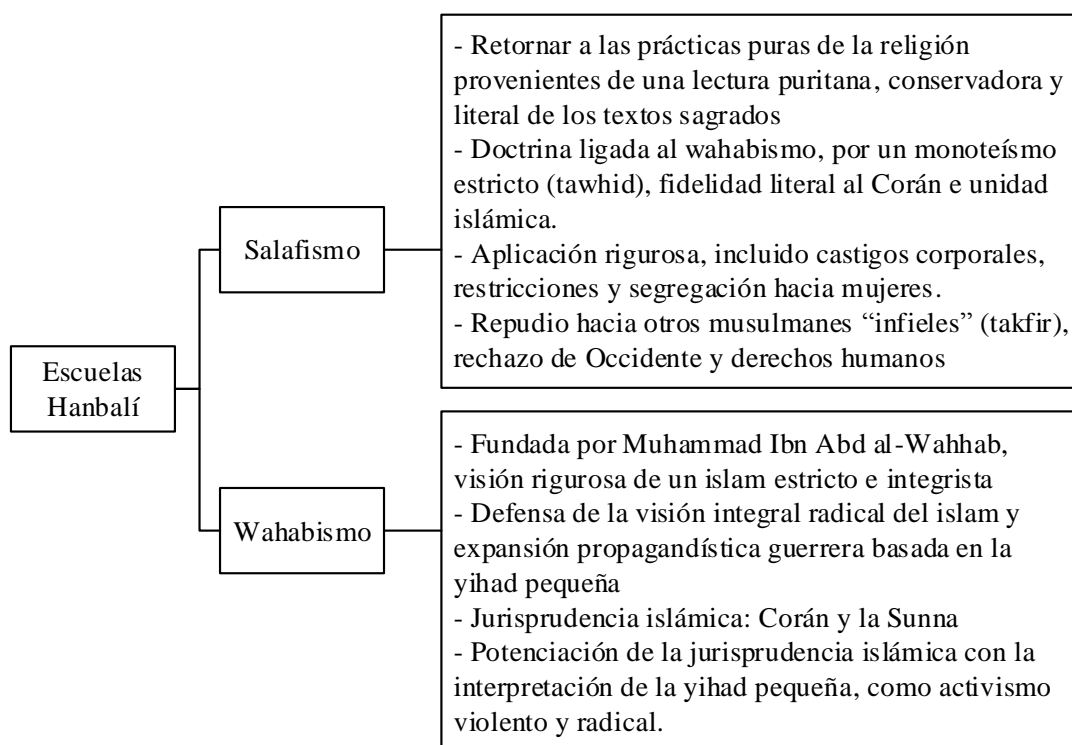 Escuelas
Hanbalí
Salafismo
- Retornar a las prácticas puras de la religión
provenientes de una lectura puritana, conservadora y
literal de los textos sagrados
- Doctrina ligada al wahabismo, por un monoteísmo
estricto (tawhid), fidelidad literal al Corán e unidad
islámica.
- Aplicación rigurosa, incluido castigos corporales,
restricciones y segregación hacia mujeres.
- Repudio hacia otros musulmanes “infieles” (takfir),
rechazo de Occidente y derechos humanos
Wahabismo
- Fundada por Muhammad Ibn Abd al-Wahhab,
visión rigurosa de un islam estricto e integrista
- Defensa de la visión integral radical del islam y
expansión propagandística guerrera basada en la
yihad pequeña
- Jurisprudencia islámica: Corán y la Sunna
- Potenciación de la jurisprudencia islámica con la
interpretación de la yihad pequeña, como activismo
violento y radical.